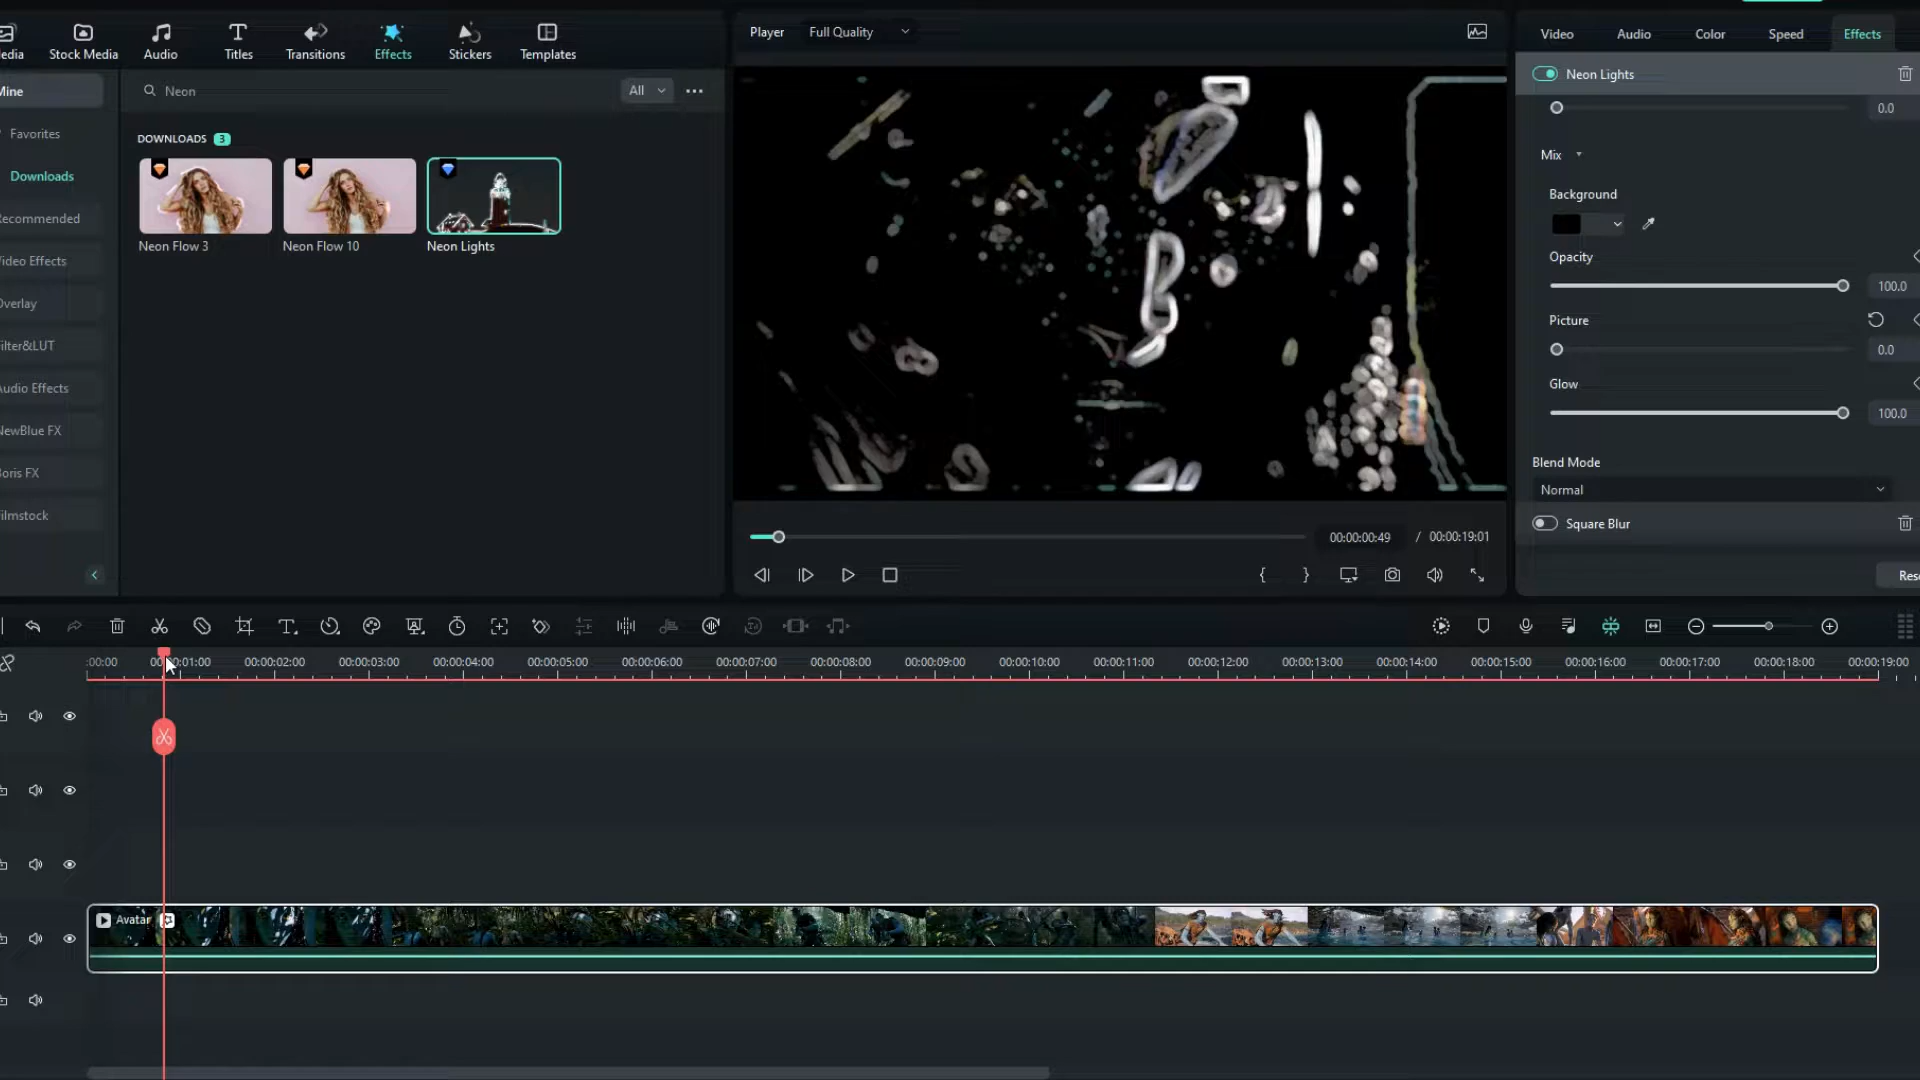 edia
Stock Media
Audio
Titles
Transitions
Effects
Stickers
Templates
Player
Full Quality
Video
Audio
Color
Speed
Effects
Mine
Neon
All
Neon Lights
0.0
Favorites
DOWNLOADS 3
Mix
Downloads
Background
Recommended
Neon Flow 3
Neon Flow 10
Neon Lights
Video Effects
Opacity
100.0
Overlay
Picture
0.0
ilter&LUT
Audio Effects
Glow
100.0
NewBlue FX
Boris FX
Blend Mode
Normal
ilmstock
Square Blur
00:00:00:49 / 00:00:19:01
Rese
:00:00
00:00:01:00
00:00:02:00
00:00:03:00
00:00:04:00
00:00:05:00
00:00:06:00
00:00:07:00
00:00:08:00
00:00:09:00
00:00:10:00
00:00:11:00
00:00:12:00
00:00:13:00
00:00:14:00
00:00:15:00
00:00:16:00
00:00:17:00
00:00:18:00
00:00:19:00
Avatar